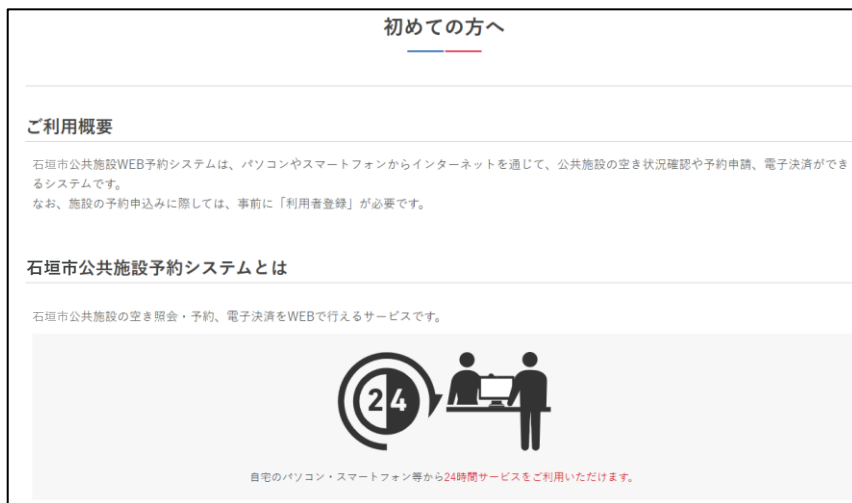 初めての方へ
ご利用概要
石垣市公共施設WEB予約システムは、パソコンやスマートフォンからインターネットを通じて、公共施設の空き状況確認や予約申請、電子決済ができ
るシステムです。
なお、施設の予約申込みに際しては、事前に「利用者登録」が必要です。
石垣市公共施設予約システムとは
石垣市公共施設の空き照会・予約、電子決済をWEBで行えるサービスです。
24
自宅のパソコン・スマートフォン等から24時間サービスをご利用いただけます。